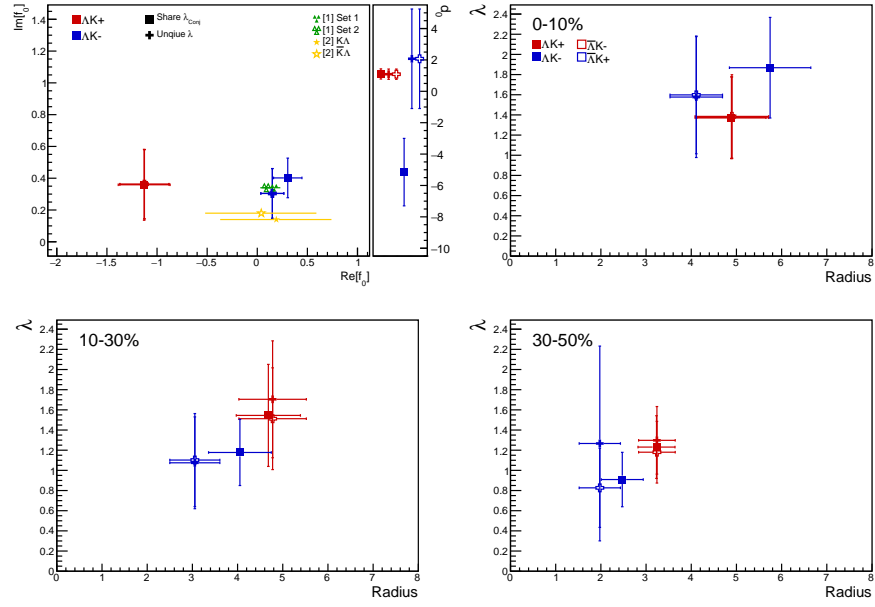 Im[f0]
1.4
1.2
1
0.8
0.6
0.4
0.2
0
ΛK+
ΛK-
Share λConj
Unqiue λ
[1] Set 1
[1] Set 2
[2] KΛ
[2] K̅Λ
−2
−1.5
−1
−0.5
0
0.5
1
Re[f0]
d0
4
2
0
−2
−4
−6
−8
−10
λ
0-10%
ΛK+
Λ̅K-
ΛK-
Λ̅K+
2.4
2.2
2
1.8
1.6
1.4
1.2
1
0.8
0.6
0.4
0.2
0
0 1 2 3 4 5 6 7 8
Radius
λ
10-30%
2.4
2.2
2
1.8
1.6
1.4
1.2
1
0.8
0.6
0.4
0.2
0
0 1 2 3 4 5 6 7 8
Radius
λ
30-50%
2.4
2.2
2
1.8
1.6
1.4
1.2
1
0.8
0.6
0.4
0.2
0
0 1 2 3 4 5 6 7 8
Radius